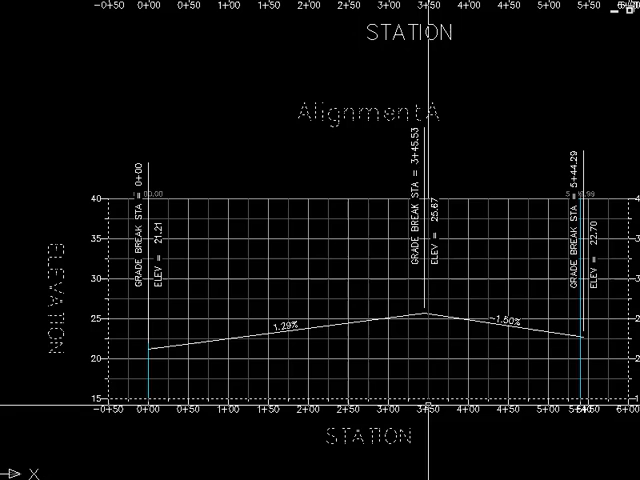 -0+50 0+00 0+50 1+00 1+50 2+00 2+50 3+00 3+50 4+00 4+50 5+00 5+50
STATION
AlignmentA
GRADE BREAK STA = 0+00
ELEV = 21.21
GRADE BREAK STA = 3+45.53
ELEV = 25.67
GRADE BREAK STA = 5+44.29
ELEV = 22.70
ELEVATION
40
35
30
25
20
15
1.29%
-1.50%
-0+50 0+00 0+50 1+00 1+50 2+00 2+50 3+00 3+50 4+00 4+50 5+00 6+00
STATION
X